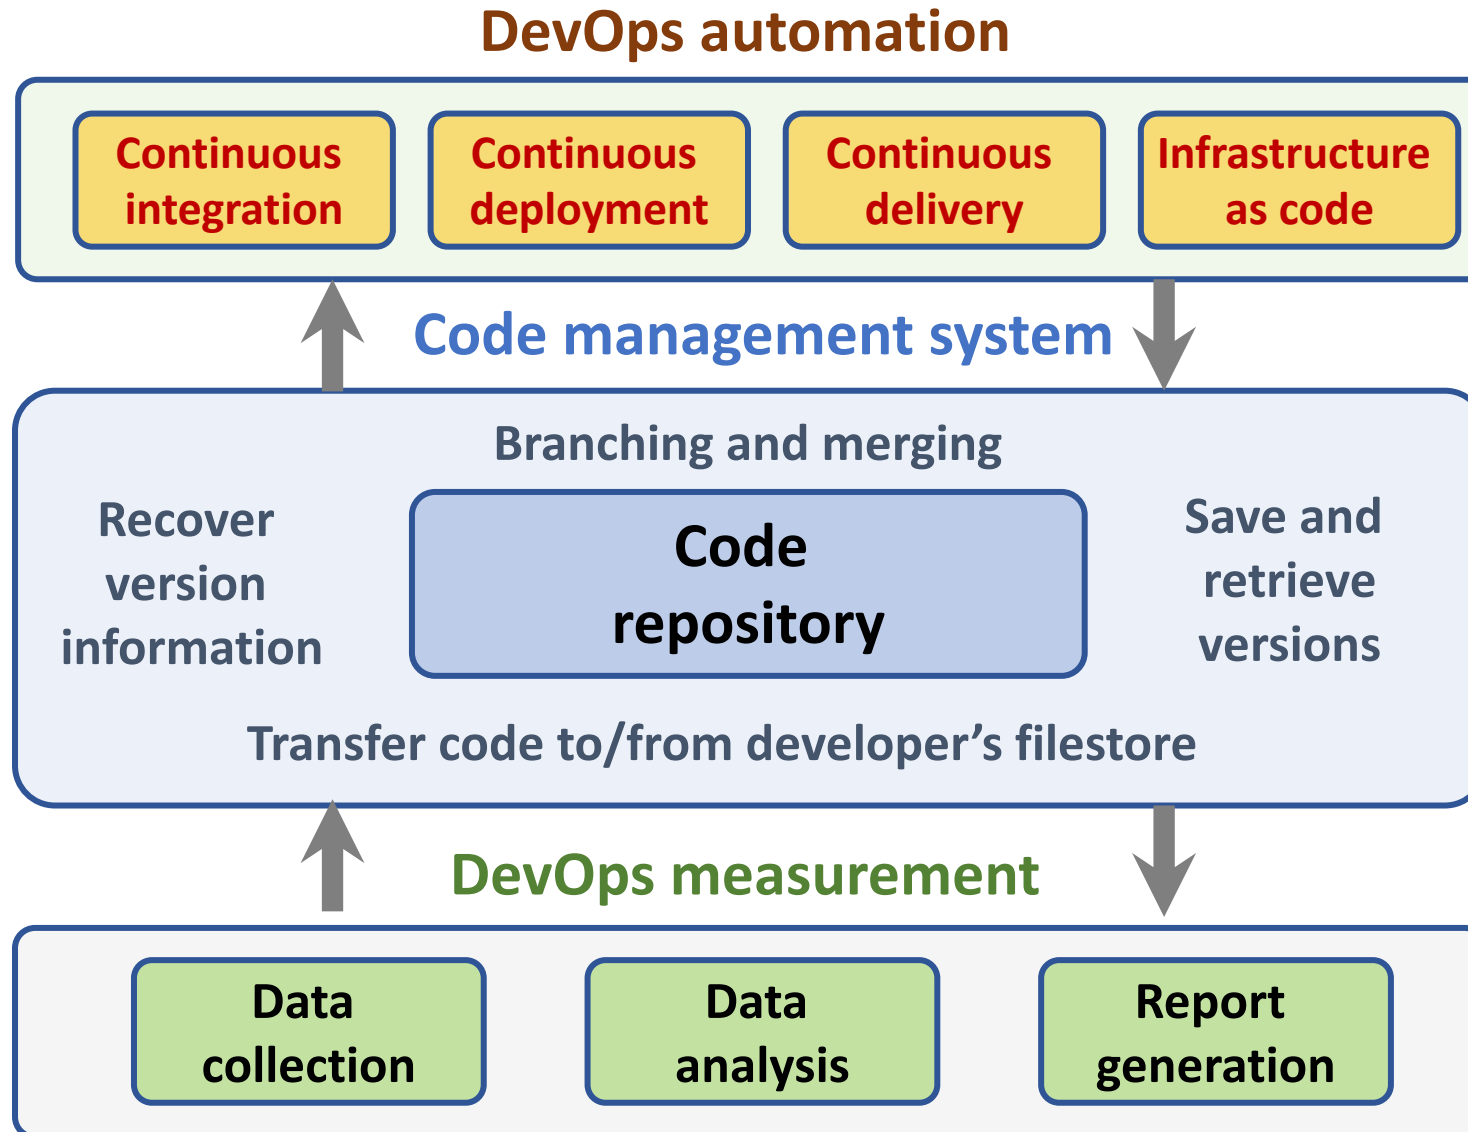 DevOps automation
Continuous
integration
Continuous
deployment
Continuous
delivery
Infrastructure
as code
Code management system
Branching and merging
Recover
version
information
Code
repository
Save and
retrieve
versions
Transfer code to/from developer’s filestore
DevOps measurement
Data
collection
Data
analysis
Report
generation